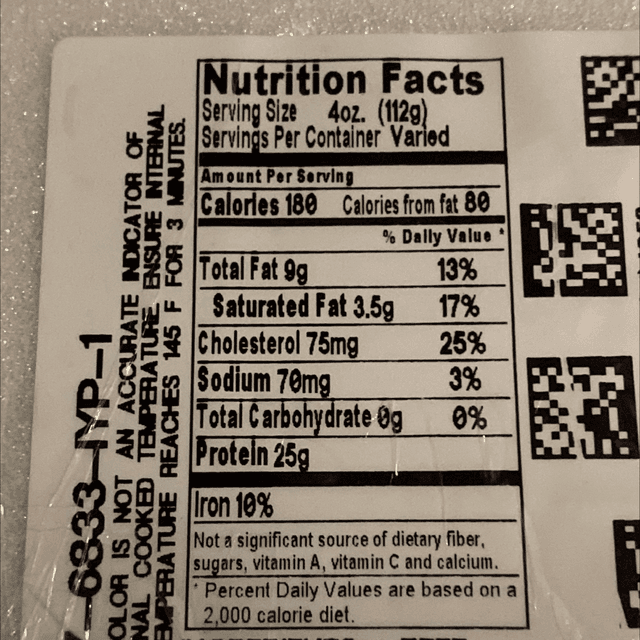 Nutrition Facts
Serving Size 4oz. (112g)
Servings Per Container Varied
Amount Per Serving
Calories 180 Calories from fat 80
% Daily Value *
Total Fat 9g 13%
Saturated Fat 3.5g 17%
Cholesterol 75mg 25%
Sodium 70mg 3%
Total Carbohydrate 0g 0%
Protein 25g
Iron 10%
Not a significant source of dietary fiber,
sugars, vitamin A, vitamin C and calcium.
* Percent Daily Values are based on a
2,000 calorie diet.
-6833-MP-1
OLOR IS NOT AN ACCURATE INDICATOR OF
NAL COOKED TEMPERATURE ENSURE INTERNAL
EMPERATURE REACHES 145 F FOR 3 MINUTES.